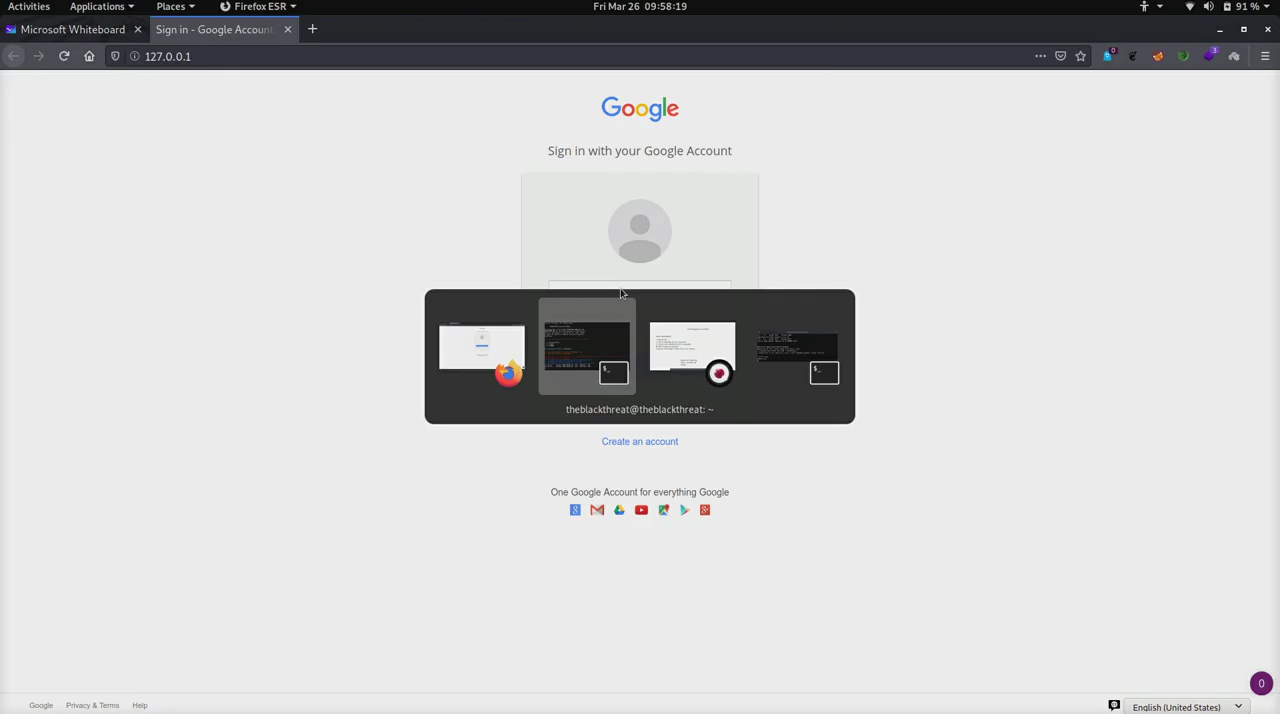 Activities Applications Places Firefox ESR Fri Mar 26 09:58:19 91 %
Microsoft Whiteboard Sign in - Google Account
127.0.0.1 0 3
Google
Sign in with your Google Account
$_ $_
theblackthreat@theblackthreat: ~
Create an account
One Google Account for everything Google
0
Google Privacy & Terms Help English (United States)